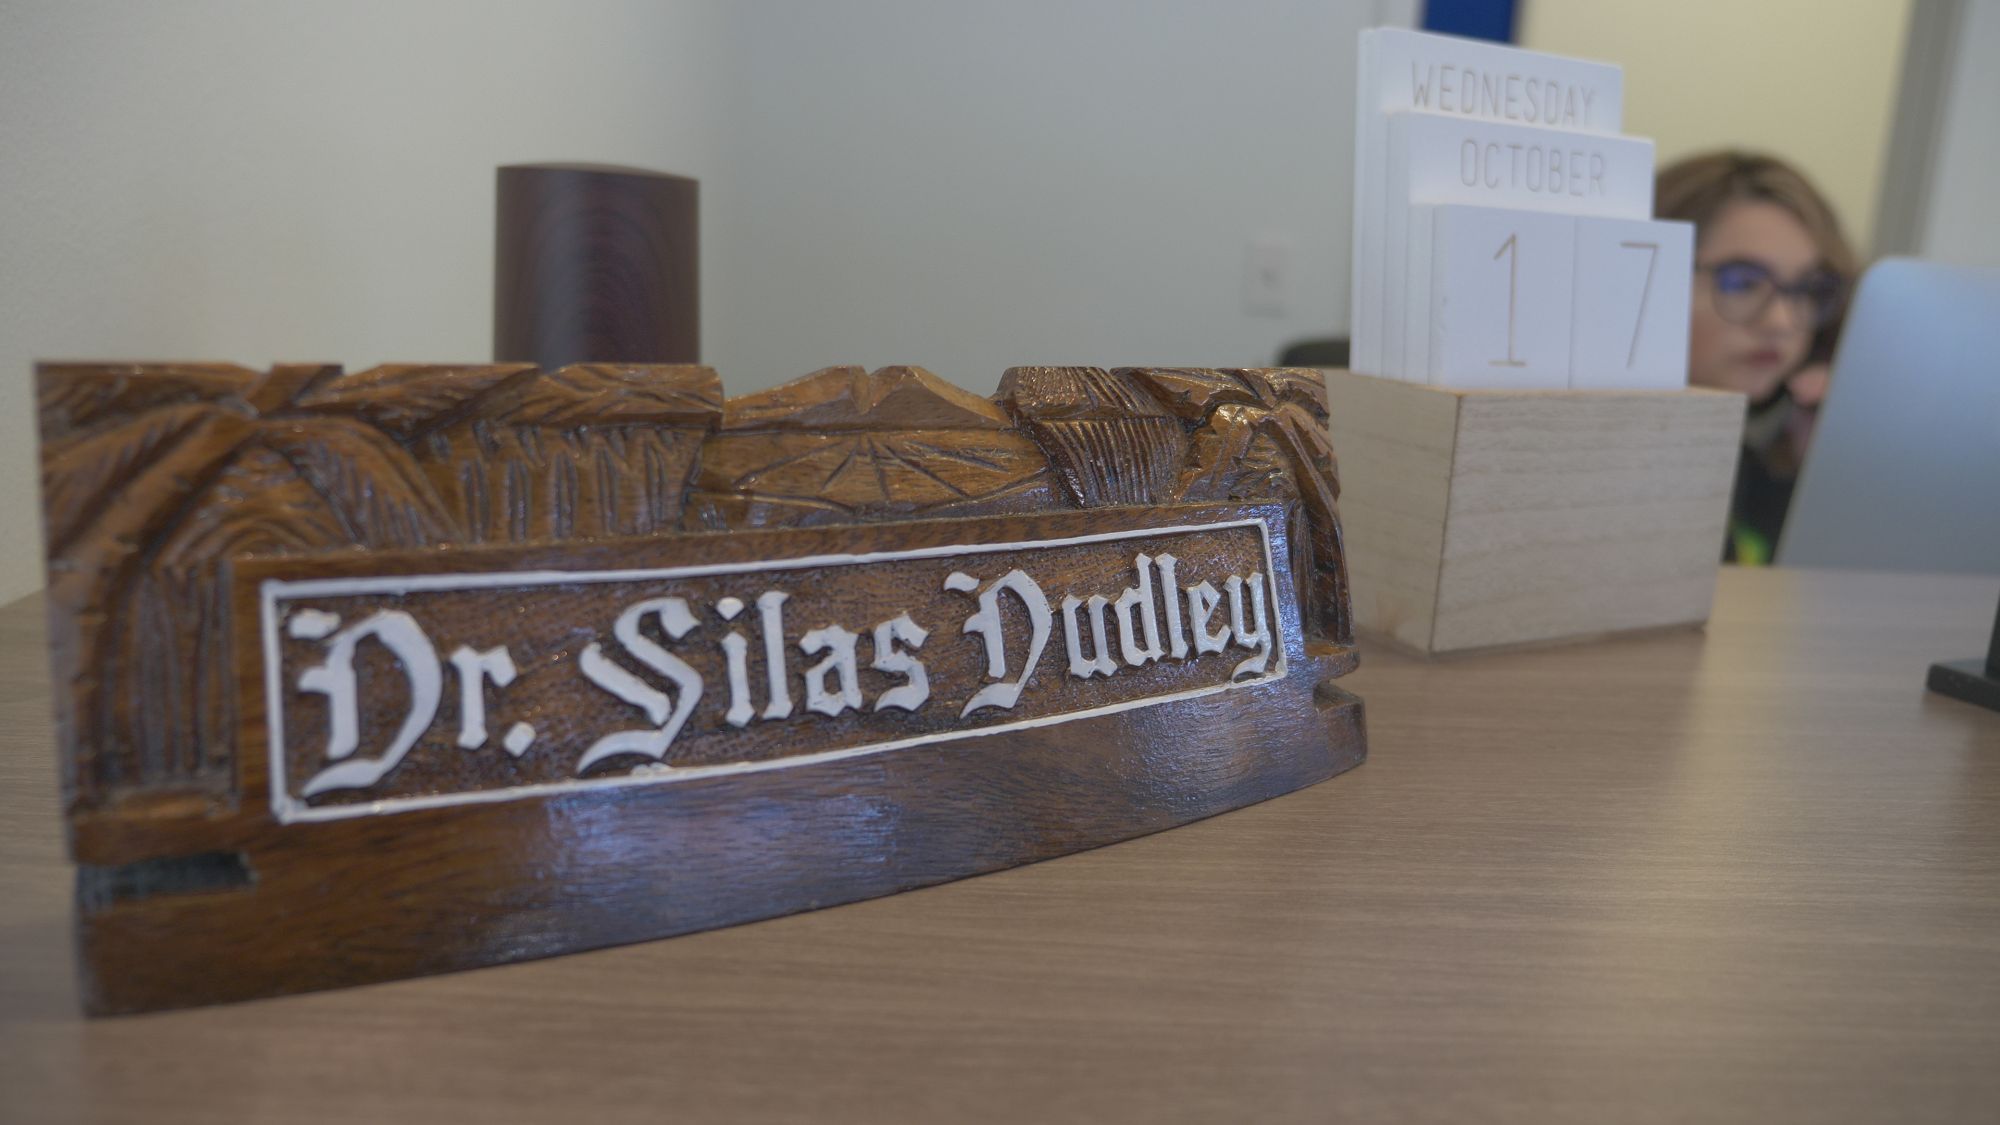 Dr. Silas Dudley
WEDNESDAY
OCTOBER
17